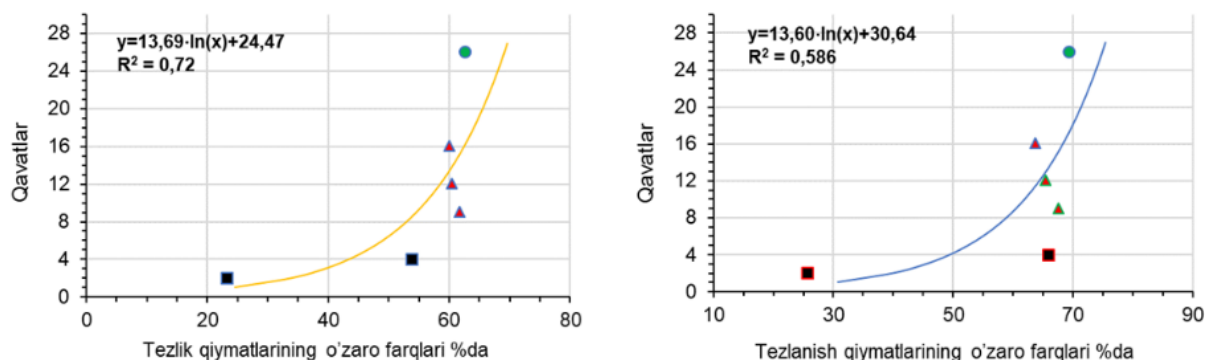 y=13,69·ln(x)+24,47
R² = 0,72
Qavatlar
28
24
20
16
12
8
4
0
0 20 40 60 80
Tezlik qiymatlarining o'zaro farqlari %da
y=13,60·ln(x)+30,64
R² = 0,586
Qavatlar
28
24
20
16
12
8
4
0
10 30 50 70 90
Tezlanish qiymatlarining o'zaro farqlari %da